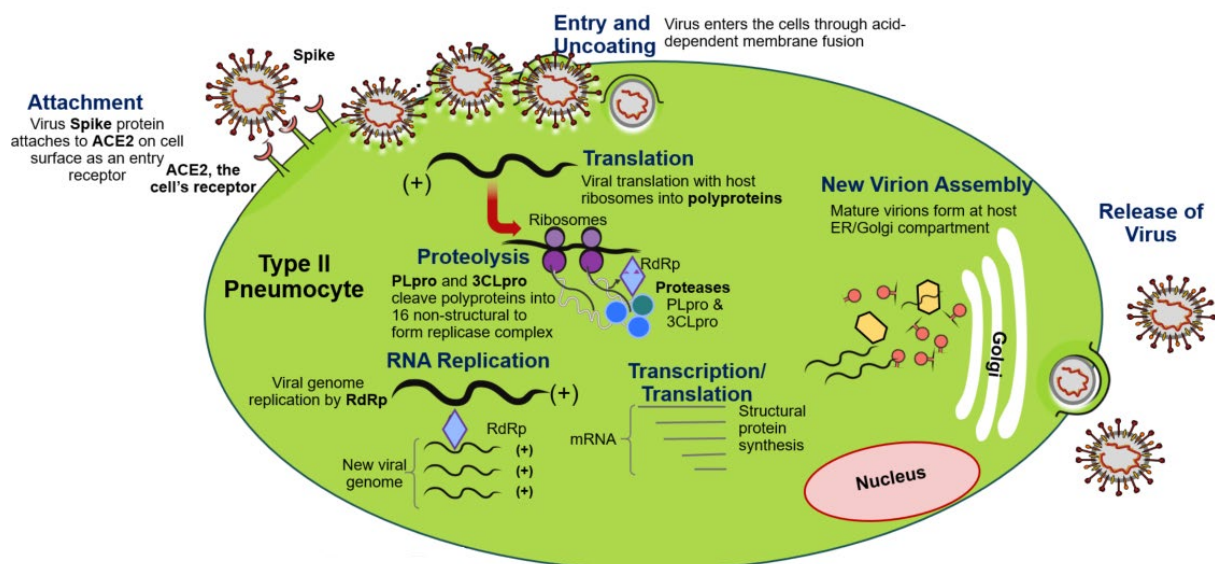 Entry and
Uncoating
Virus enters the cells through acid-
dependent membrane fusion
Spike
Attachment
Virus Spike protein
attaches to ACE2 on cell
surface as an entry
receptor
ACE2, the
cell's receptor
(+)
Translation
Viral translation with host
ribosomes into polyproteins
Ribosomes
Type II
Pneumocyte
Proteolysis
PLpro and 3CLpro
cleave polyproteins into
16 non-structural to
form replicase complex
RdRp
Proteases
PLpro &
3CLpro
RNA Replication
Viral genome
replication by RdRp
(+)
RdRp
New viral
genome
(+)
(+)
(+)
Transcription/
Translation
mRNA
Structural
protein
synthesis
New Virion Assembly
Mature virions form at host
ER/Golgi compartment
Golgi
Nucleus
Release of
Virus